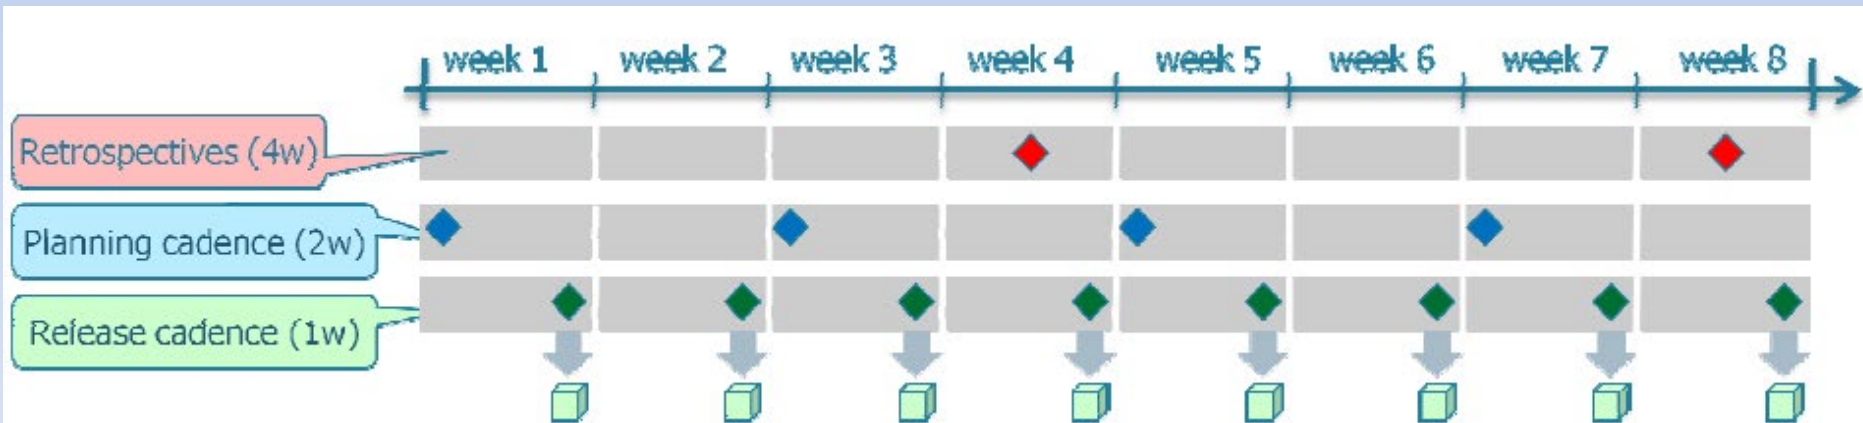 week 1 week 2 week 3 week 4 week 5 week 6 week 7 week 8
Retrospectives (4w)
Planning cadence (2w)
Release cadence (1w)